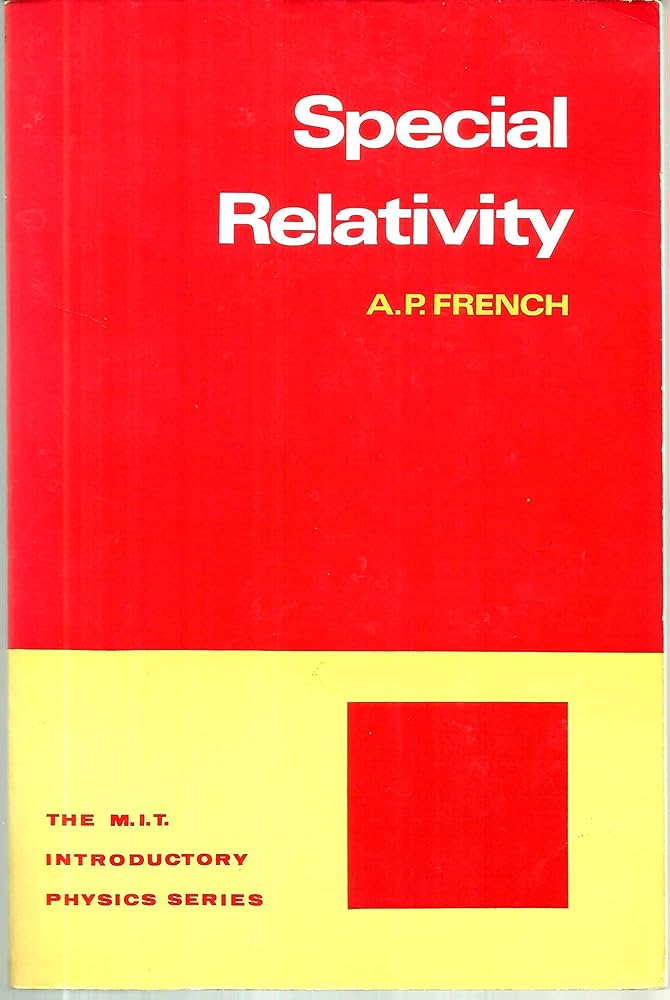 Special
Relativity
A.P. FRENCH
THE M.I.T.
INTRODUCTORY
PHYSICS SERIES